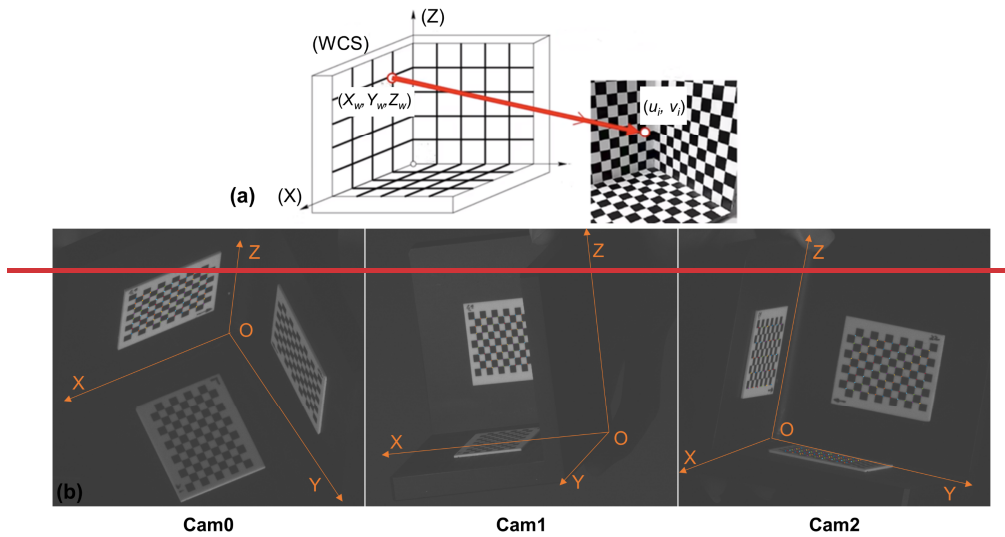 (Z)
(WCS)
(Xw, Yw, Zw)
(ui, vi)
(a)
(X)
Z
O
X
Y
(b)
Z
X
O
Y
Z
O
X
Y
Cam0
Cam1
Cam2